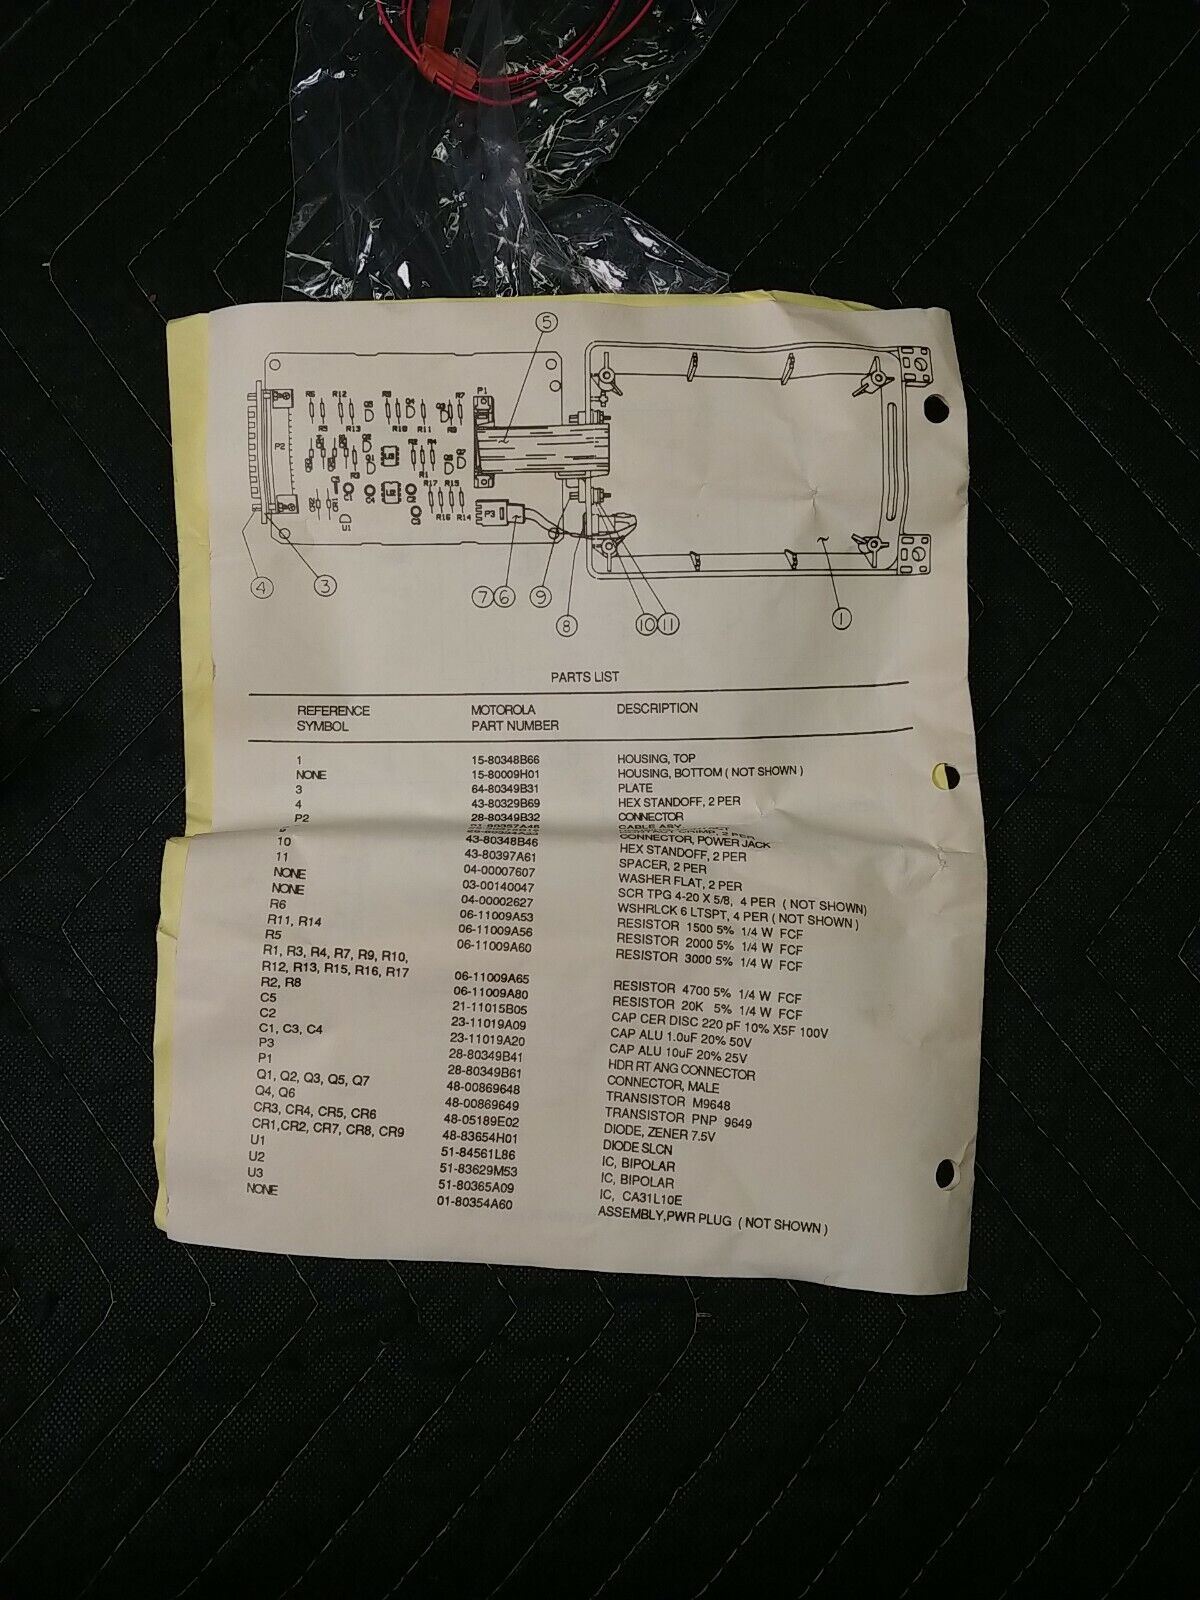 5
R6 R12 R9 R7 P1
R5 R13 R10 R11 R8
P2
R3 R2 R4
R1
R17 R15
R16 R14
U1
P3
4 3 7 6 9 8 10 11 1
PARTS LIST
REFERENCE SYMBOL MOTOROLA PART NUMBER DESCRIPTION
1 15-80348B66 HOUSING, TOP
NONE 15-80009H01 HOUSING, BOTTOM ( NOT SHOWN )
3 64-80349B31 PLATE
4 43-80329B69 HEX STANDOFF, 2 PER
P2 28-80349B32 CONNECTOR
CABLE ASY
9 CONNECTOR, POWER JACK
10 43-80348B46 HEX STANDOFF, 2 PER
11 43-80397A61 SPACER, 2 PER
NONE 04-00007607 WASHER FLAT, 2 PER
NONE 03-00140047 SCR TPG 4-20 X 5/8, 4 PER ( NOT SHOWN)
04-00002627 WSHRLCK 6 LTSPT, 4 PER ( NOT SHOWN )
R6 06-11009A53 RESISTOR 1500 5% 1/4 W FCF
R11, R14 06-11009A56 RESISTOR 2000 5% 1/4 W FCF
R5 06-11009A60 RESISTOR 3000 5% 1/4 W FCF
R1, R3, R4, R7, R9, R10,
R12, R13, R15, R16, R17 06-11009A65 RESISTOR 4700 5% 1/4 W FCF
R2, R8 06-11009A80 RESISTOR 20K 5% 1/4 W FCF
C5 21-11015B05 CAP CER DISC 220 pF 10% X5F 100V
C2 23-11019A09 CAP ALU 1.0uF 20% 50V
C1, C3, C4 23-11019A20 CAP ALU 10uF 20% 25V
P3 28-80349B41 HDR RT ANG CONNECTOR
P1 28-80349B61 CONNECTOR, MALE
Q1, Q2, Q3, Q5, Q7 48-00869648 TRANSISTOR M9648
Q4, Q6 48-00869649 TRANSISTOR PNP 9649
CR3, CR4, CR5, CR6 48-05189E02 DIODE, ZENER 7.5V
CR1,CR2, CR7, CR8, CR9 48-83654H01 DIODE SLCN
U1 51-84561L86 IC, BIPOLAR
U2 51-83629M53 IC, BIPOLAR
U3 51-80365A09 IC, CA31L10E
NONE 01-80354A60 ASSEMBLY,PWR PLUG ( NOT SHOWN )